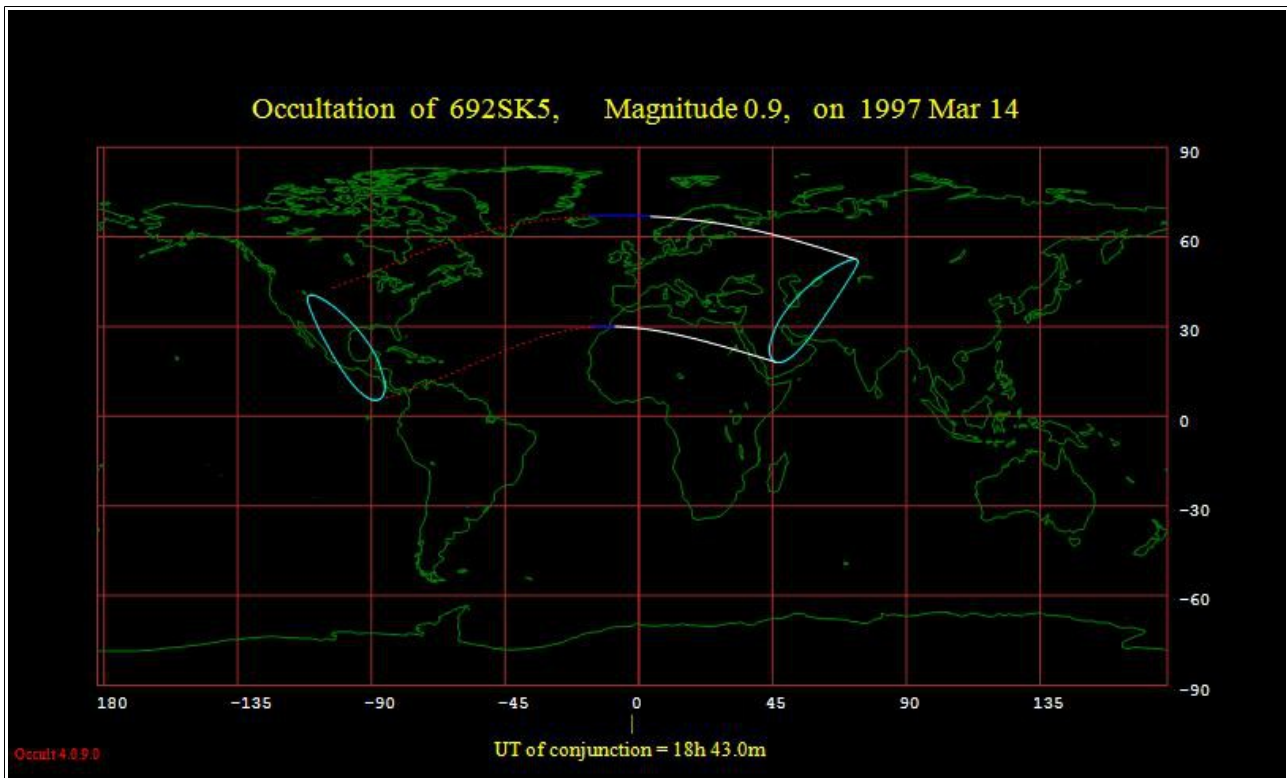 Occultation of 692SK5, Magnitude 0.9, on 1997 Mar 14
90
60
30
0
-30
-60
-90
180 -135 -90 -45 0 45 90 135
UT of conjunction = 18h 43.0m
Occult 4.0.9.0